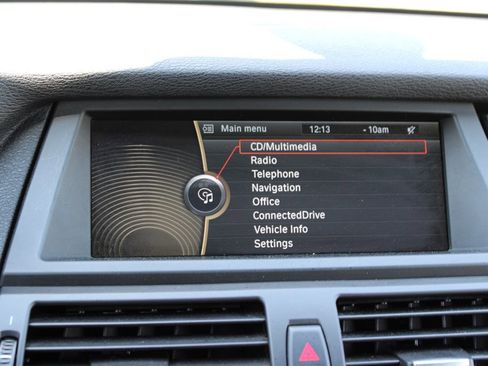 Main menu 12:13 - 10am
CD/Multimedia
Radio
Telephone
Navigation
Office
ConnectedDrive
Vehicle Info
Settings